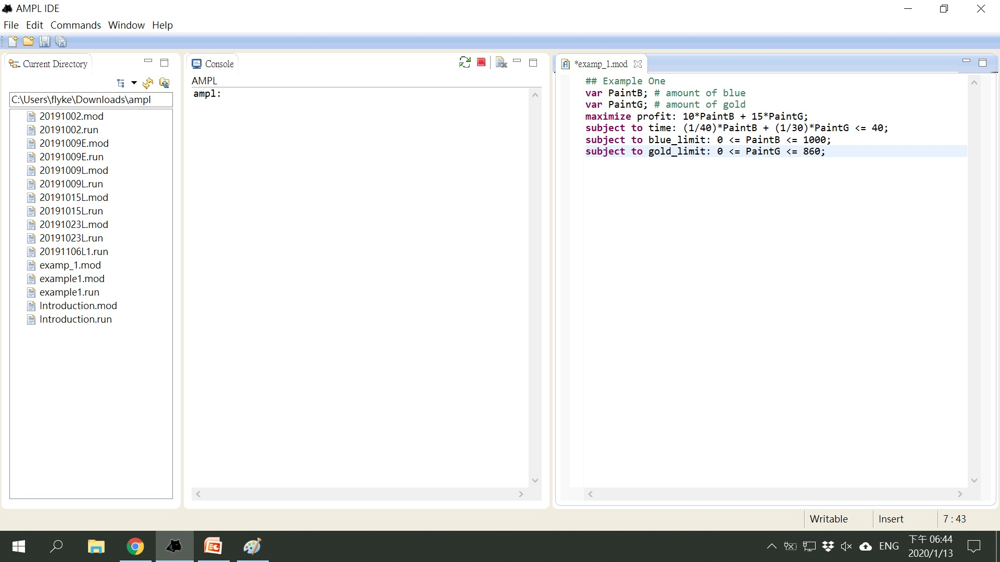 AMPL IDE
File Edit Commands Window Help
Current Directory
C:\Users\flyke\Downloads\ampl
20191002.mod
20191002.run
20191009E.mod
20191009E.run
20191009L.mod
20191009L.run
20191015L.mod
20191015L.run
20191023L.mod
20191023L.run
20191106L1.run
examp_1.mod
example1.mod
example1.run
Introduction.mod
Introduction.run
Console
AMPL
ampl:
*examp_1.mod
## Example One
var PaintB; # amount of blue
var PaintG; # amount of gold
maximize profit: 10*PaintB + 15*PaintG;
subject to time: (1/40)*PaintB + (1/30)*PaintG <= 40;
subject to blue_limit: 0 <= PaintB <= 1000;
subject to gold_limit: 0 <= PaintG <= 860;
Writable Insert 7 : 43
ENG
下午 06:44
2020/1/13